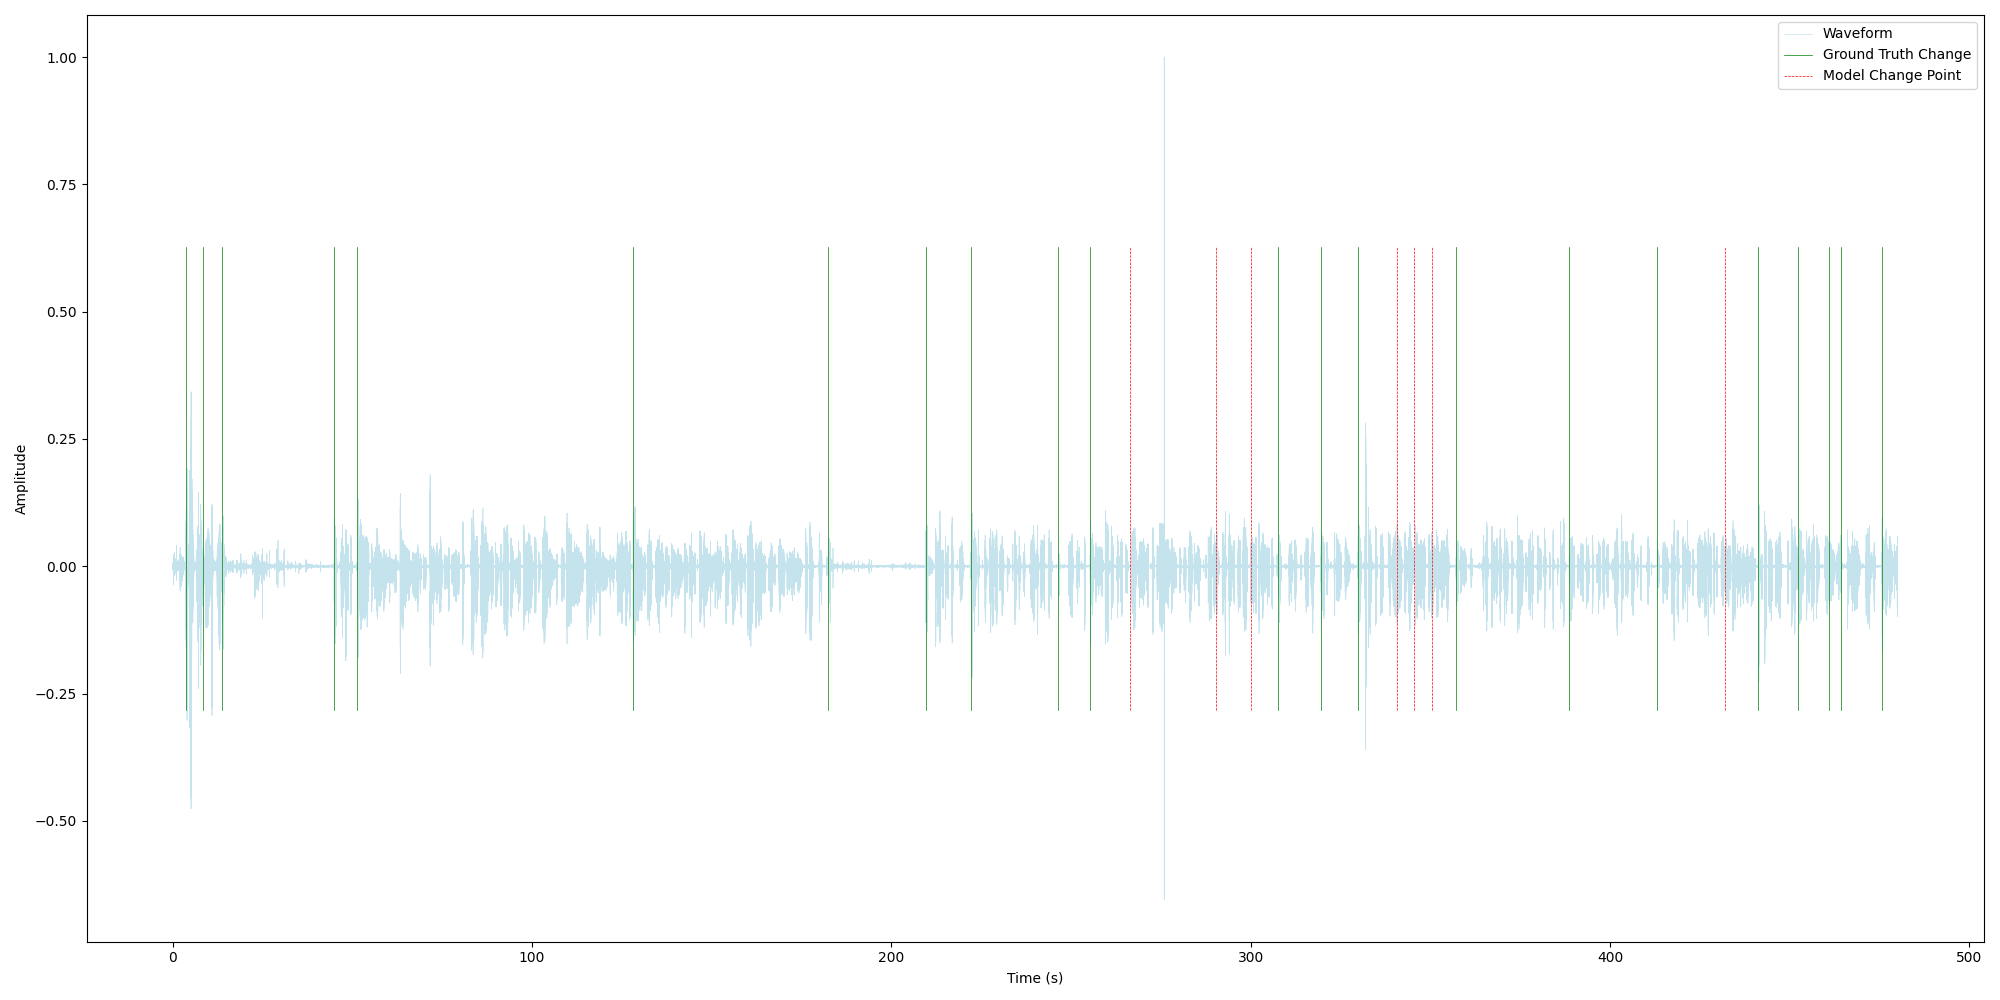 Waveform
Ground Truth Change
Model Change Point
1.00
0.75
0.50
0.25
0.00
−0.25
−0.50
Amplitude
0
100
200
300
400
500
Time (s)